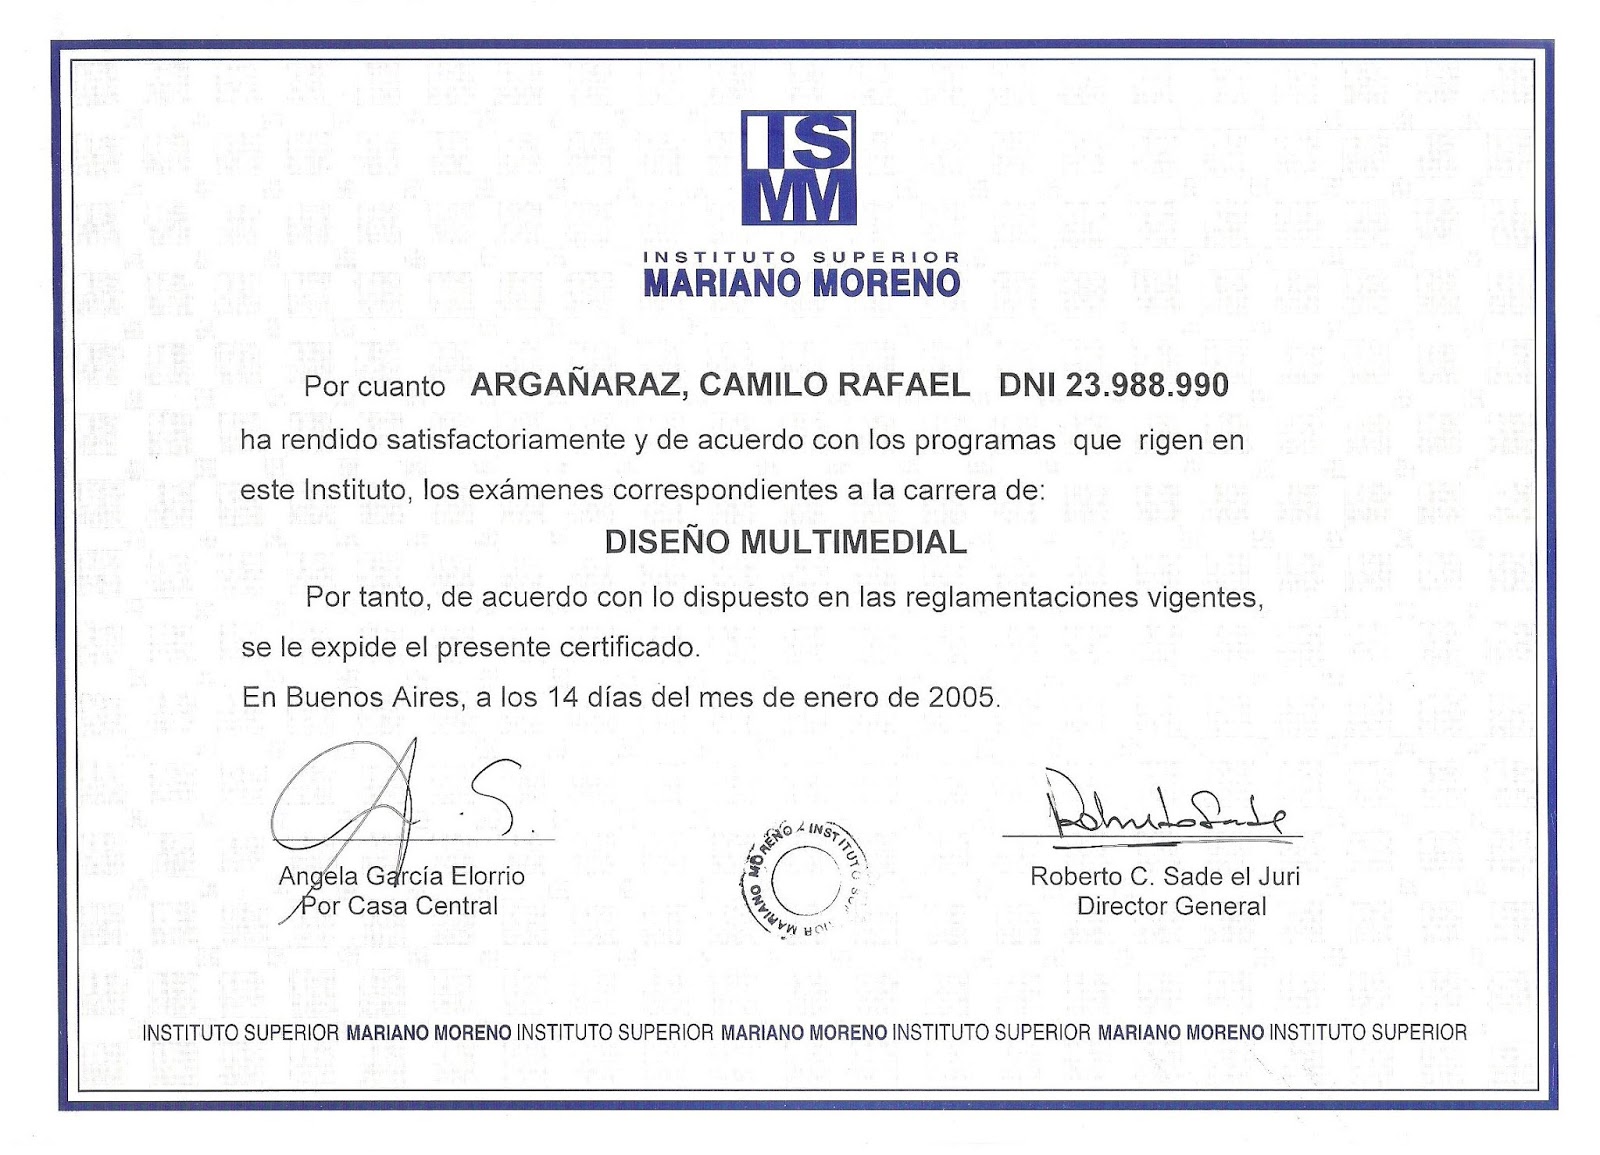 IS
MM
INSTITUTO SUPERIOR
MARIANO MORENO
Por cuanto ARGAÑARAZ, CAMILO RAFAEL DNI 23.988.990
ha rendido satisfactoriamente y de acuerdo con los programas que rigen en
este Instituto, los exámenes correspondientes a la carrera de:
DISEÑO MULTIMEDIAL
Por tanto, de acuerdo con lo dispuesto en las reglamentaciones vigentes,
se le expide el presente certificado.
En Buenos Aires, a los 14 días del mes de enero de 2005.
A. S.
Roberto Sade
MARIANO MORENO INSTITUTO
Angela García Elorrio
Por Casa Central
Roberto C. Sade el Juri
Director General
INSTITUTO SUPERIOR MARIANO MORENO INSTITUTO SUPERIOR MARIANO MORENO INSTITUTO SUPERIOR MARIANO MORENO INSTITUTO SUPERIOR